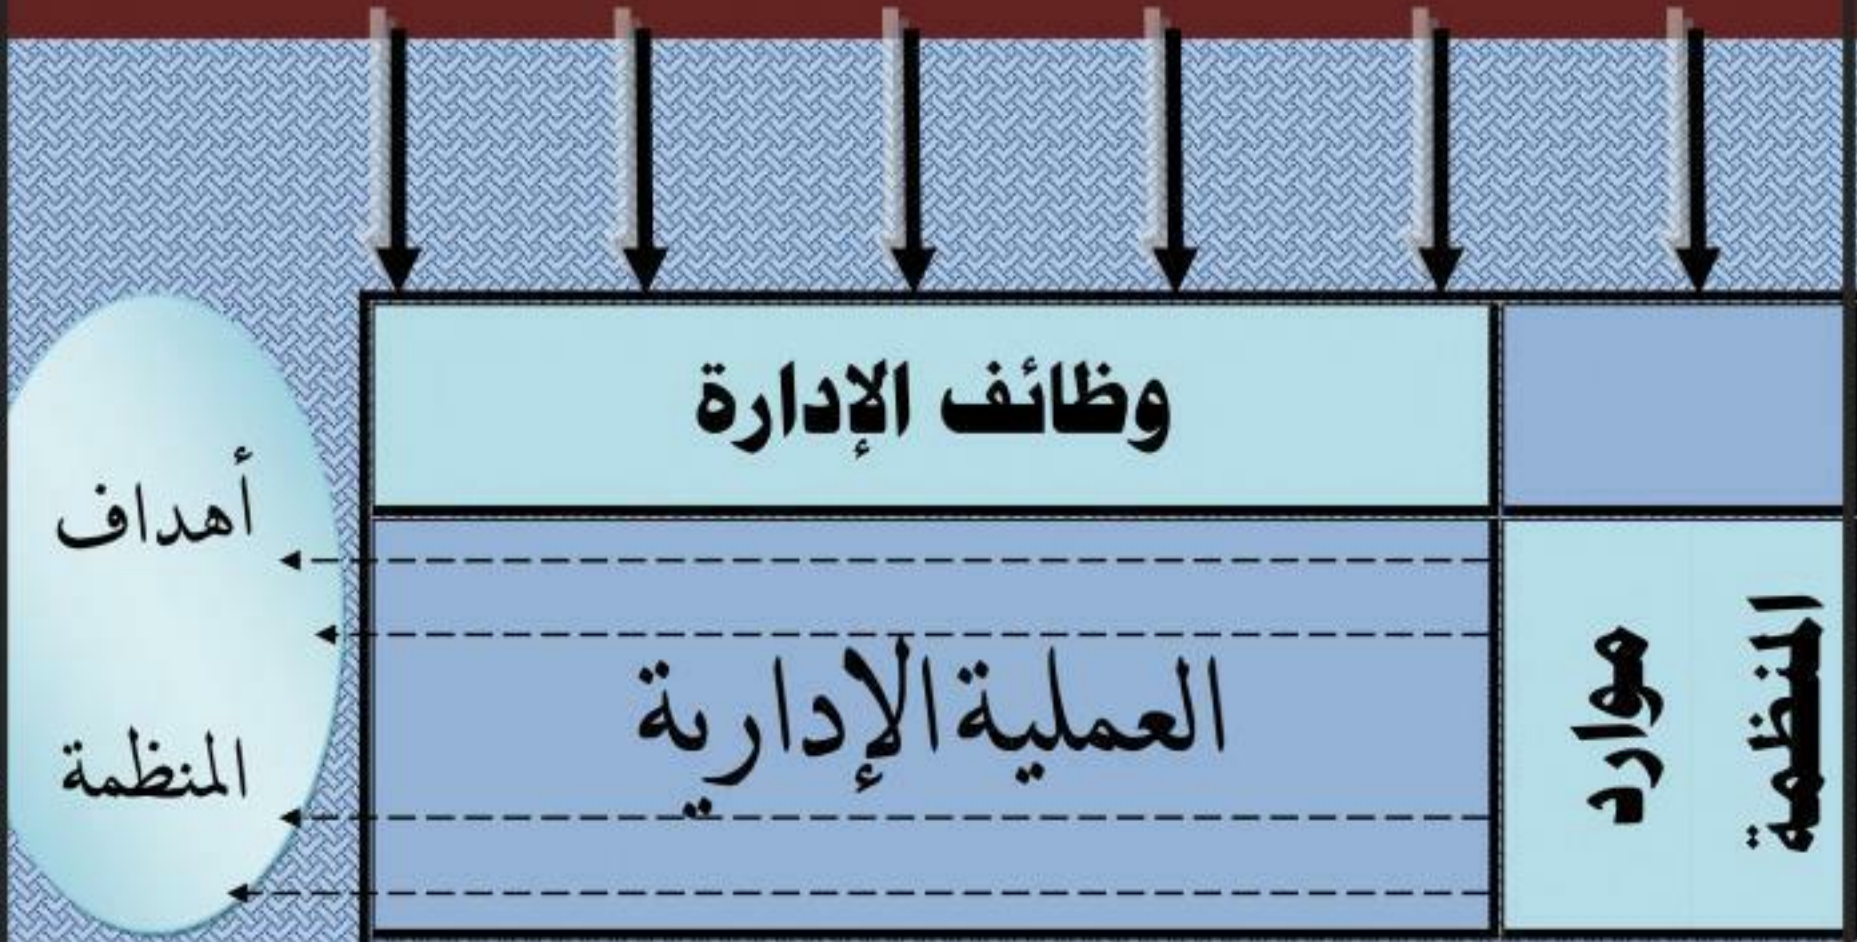 وظائف الإدارة
موارد
المنظمة
العملية الإدارية
أهداف
المنظمة